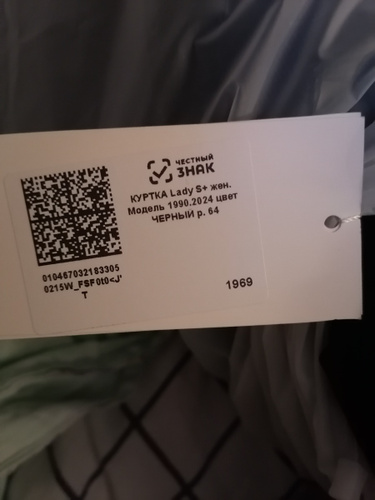 ЧЕСТНЫЙ
ЗНАК
КУРТКА Lady S+ жен.
Модель 1990.2024 цвет
ЧЕРНЫЙ р. 64
010467032183305
0215W_FSF0t0<J'
T
1969